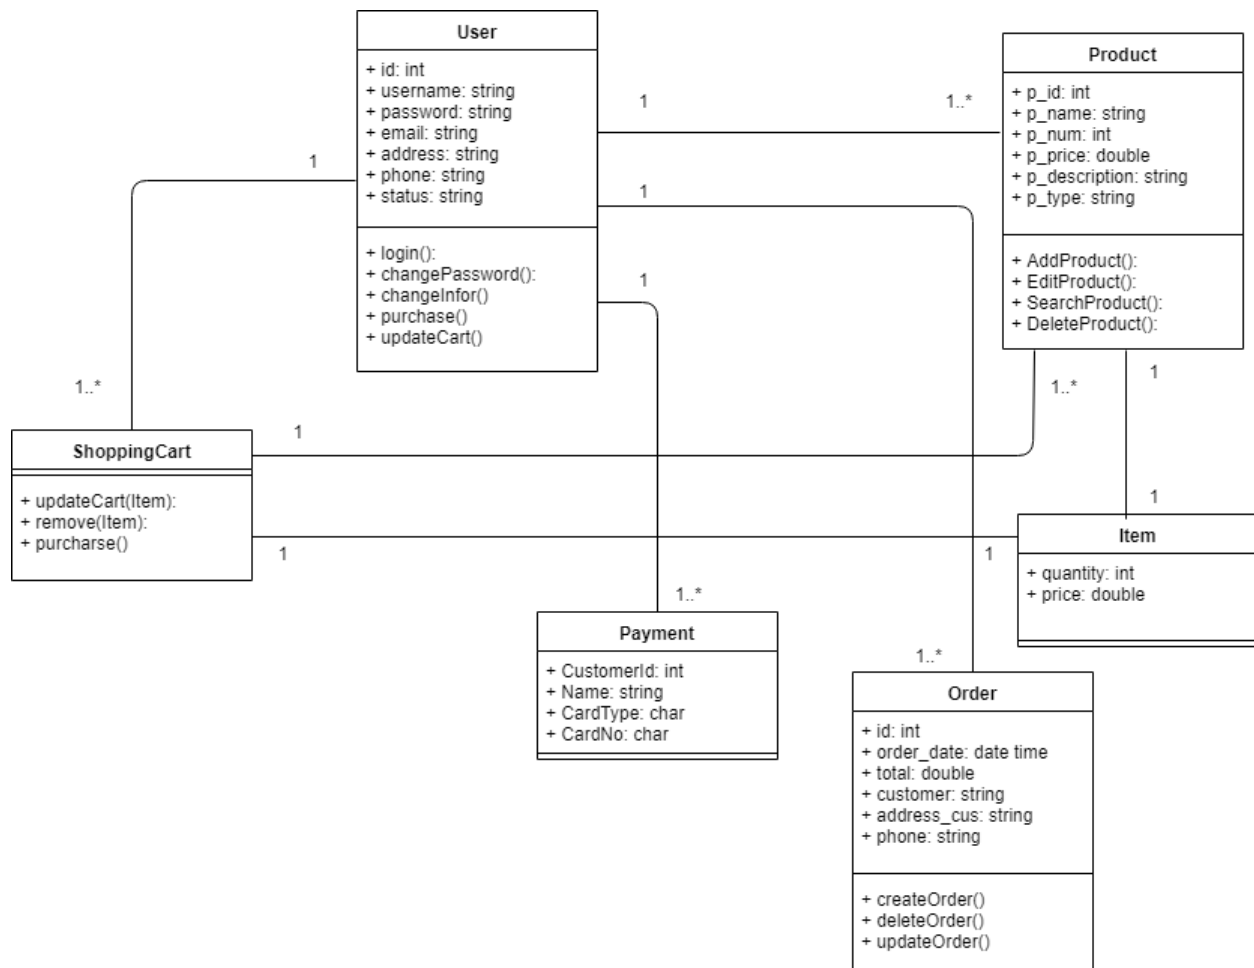 User
+ id: int
+ username: string
+ password: string
+ email: string
+ address: string
+ phone: string
+ status: string
+ login():
+ changePassword():
+ changeInfor()
+ purchase()
+ updateCart()
Product
+ p_id: int
+ p_name: string
+ p_num: int
+ p_price: double
+ p_description: string
+ p_type: string
+ AddProduct():
+ EditProduct():
+ SearchProduct():
+ DeleteProduct():
1
1..*
1
1
1
1..*
1..*
1
1
ShoppingCart
+ updateCart(Item):
+ remove(Item):
+ purcharse()
1
1
1
Item
+ quantity: int
+ price: double
1..*
Payment
+ CustomerId: int
+ Name: string
+ CardType: char
+ CardNo: char
1..*
Order
+ id: int
+ order_date: date time
+ total: double
+ customer: string
+ address_cus: string
+ phone: string
+ createOrder()
+ deleteOrder()
+ updateOrder()